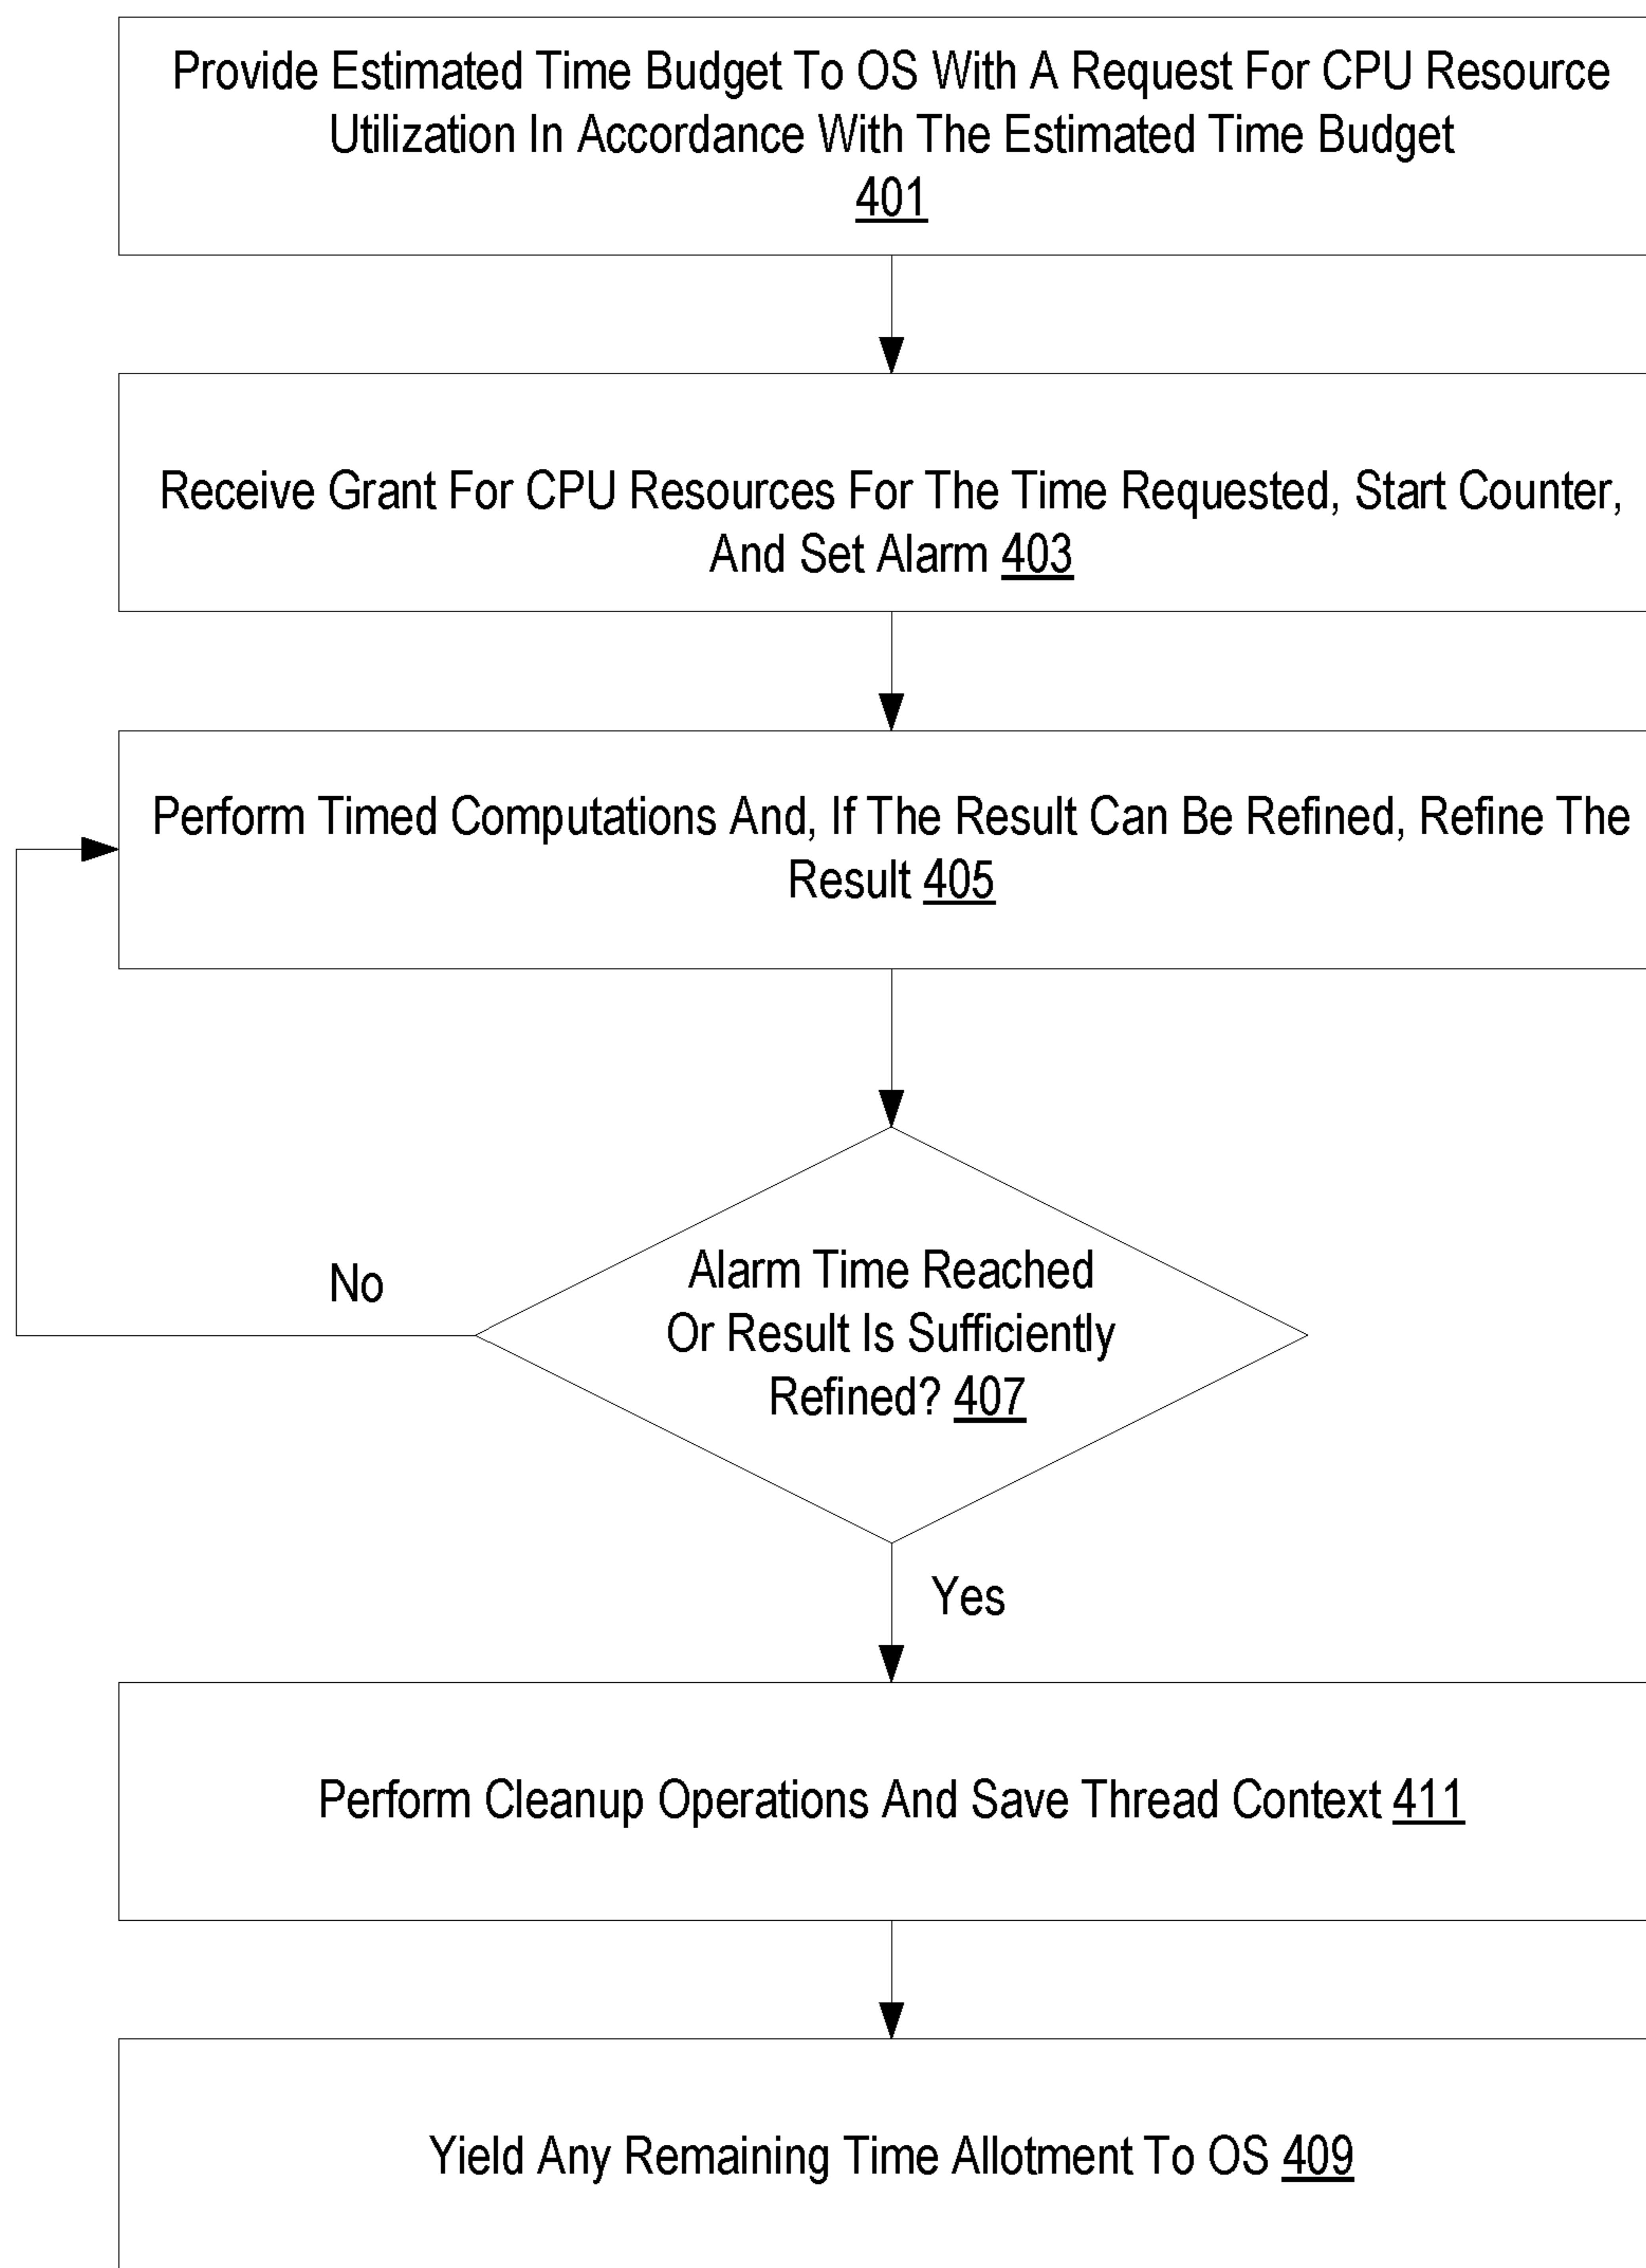 Provide Estimated Time Budget To OS With A Request For CPU Resource
Utilization In Accordance With The Estimated Time Budget
401
Receive Grant For CPU Resources For The Time Requested, Start Counter,
And Set Alarm 403
Perform Timed Computations And, If The Result Can Be Refined, Refine The
Result 405
Alarm Time Reached
Or Result Is Sufficiently
Refined? 407
No
Yes
Perform Cleanup Operations And Save Thread Context 411
Yield Any Remaining Time Allotment To OS 409